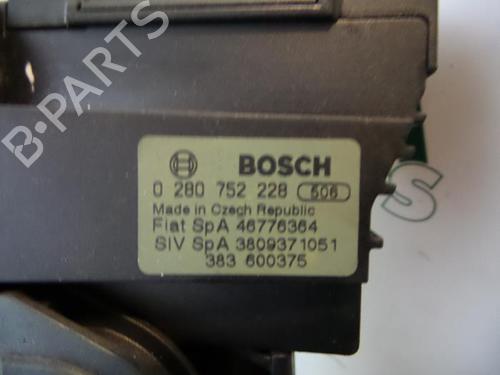 B-PARTS
BOSCH
0 280 752 228 506
Made in Czech Republic
Fiat SpA 46776364
SIV SpA 3809371051
383 600375
S